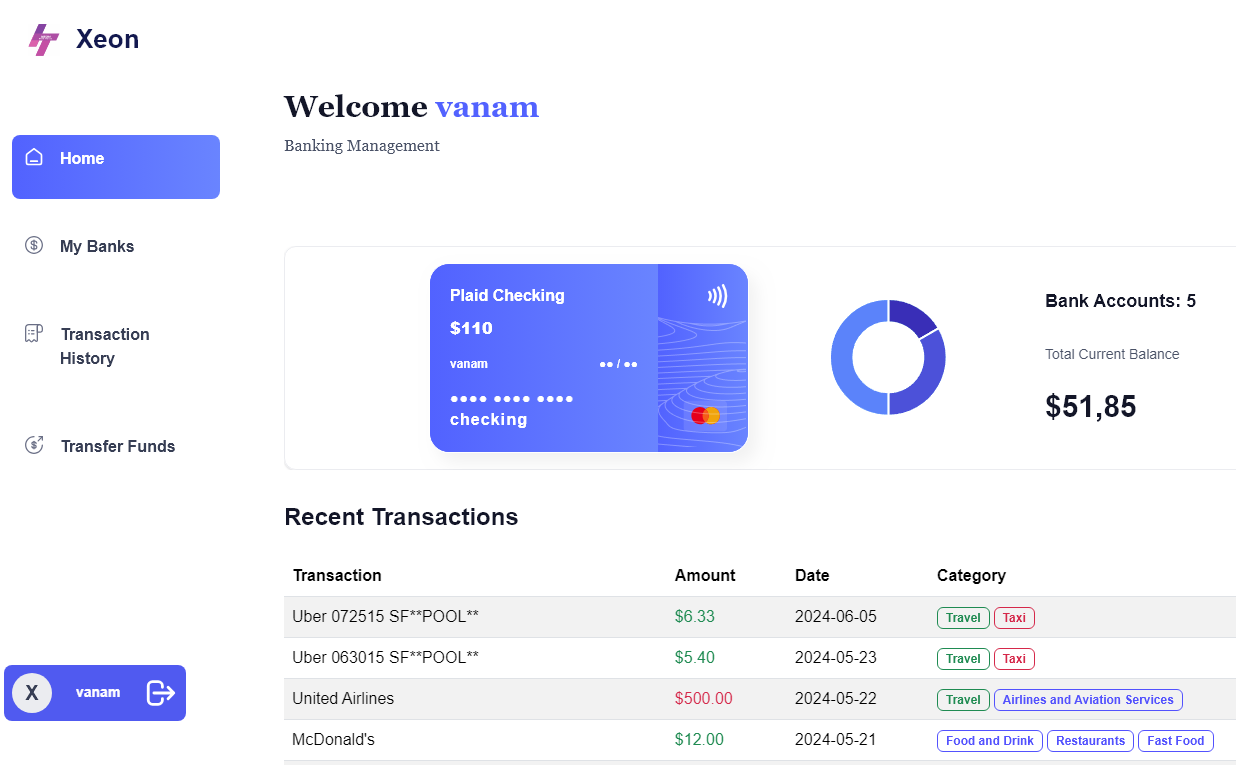 Xeon
Welcome vanam
Banking Management
Home
My Banks
Transaction
History
Transfer Funds
X vanam
Plaid Checking
$110
vanam ●● / ●●
●●●● ●●●● ●●●●
checking
Bank Accounts: 5
Total Current Balance
$51,85
Recent Transactions
Transaction Amount Date Category
Uber 072515 SF**POOL** $6.33 2024-06-05 Travel Taxi
Uber 063015 SF**POOL** $5.40 2024-05-23 Travel Taxi
United Airlines $500.00 2024-05-22 Travel Airlines and Aviation Services
McDonald's $12.00 2024-05-21 Food and Drink Restaurants Fast Food